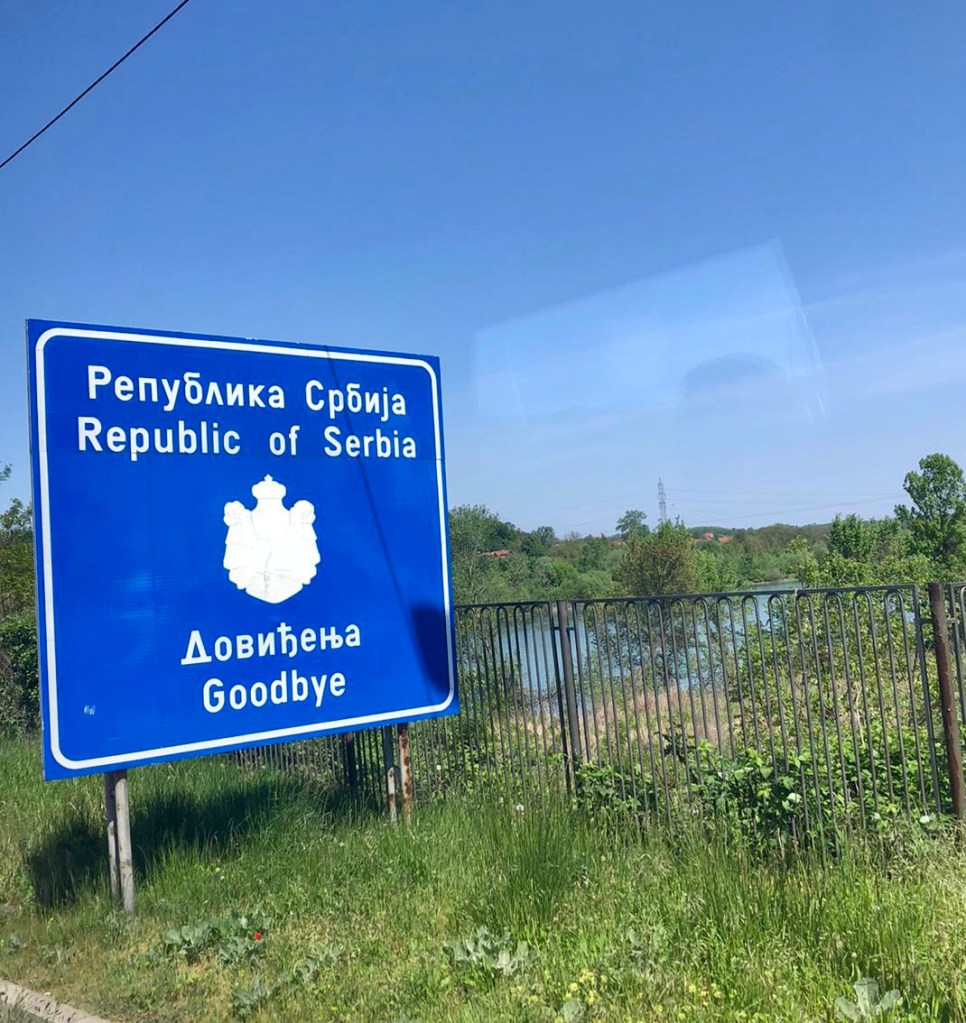 Република Србија
Republic of Serbia
Довиђења
Goodbye